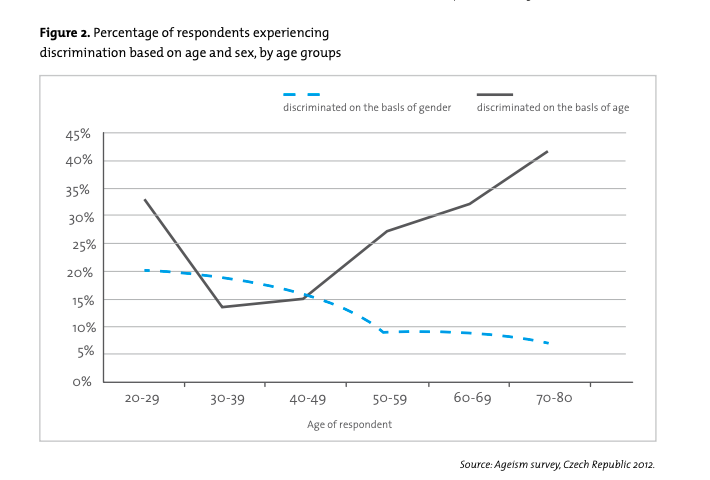 Figure 2. Percentage of respondents experiencing
discrimination based on age and sex, by age groups
discriminated on the basls of gender
discriminated on the basls of age
45%
40%
35%
30%
25%
20%
15%
10%
5%
0%
20-29 30-39 40-49 50-59 60-69 70-80
Age of respondent
Source: Ageism survey, Czech Republic 2012.